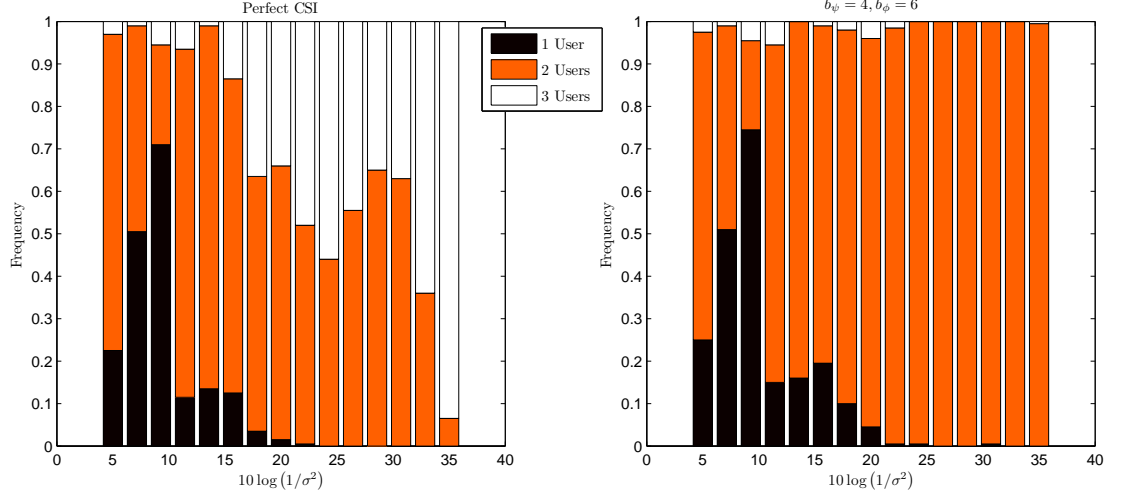 Perfect CSI
1 User
2 Users
3 Users
Frequency
1
0.9
0.8
0.7
0.6
0.5
0.4
0.3
0.2
0.1
0
0 5 10 15 20 25 30 35 40
10 log (1/σ²)
b_ψ = 4, b_ϕ = 6
Frequency
1
0.9
0.8
0.7
0.6
0.5
0.4
0.3
0.2
0.1
0
0 5 10 15 20 25 30 35 40
10 log (1/σ²)